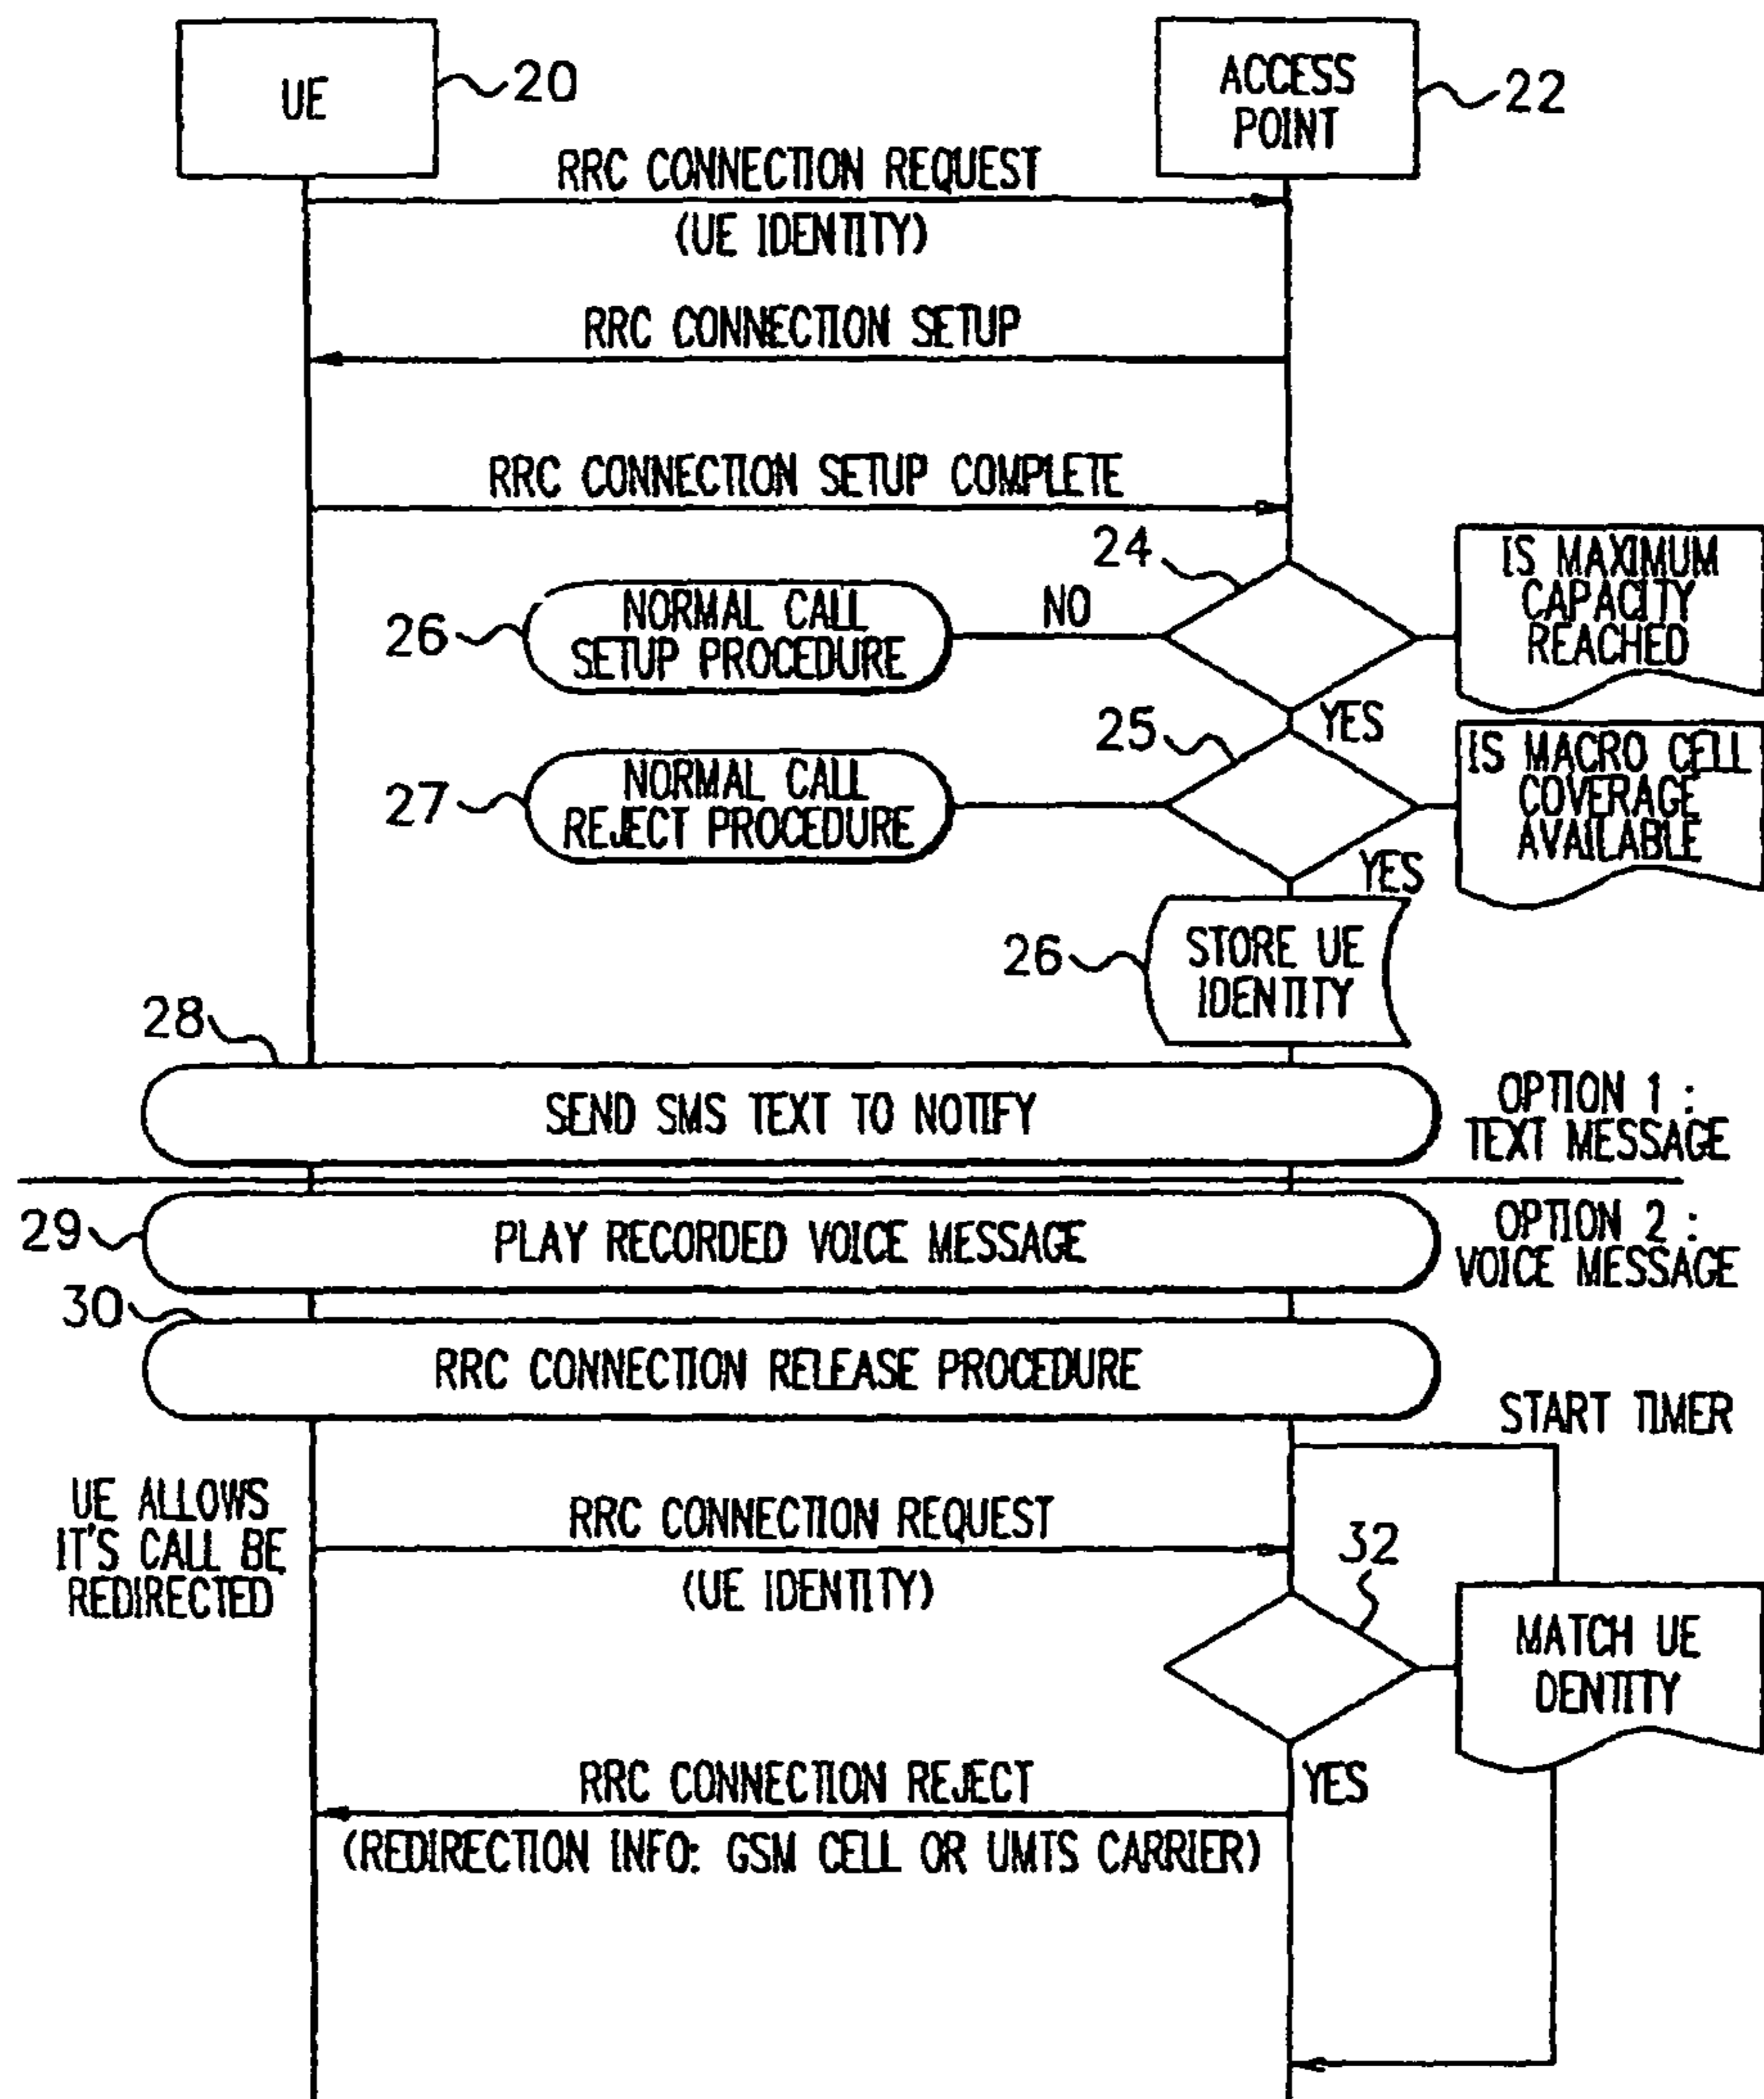 UE
20
ACCESS
POINT
22
RRC CONNECTION REQUEST
(UE IDENTITY)
RRC CONNECTION SETUP
RRC CONNECTION SETUP COMPLETE
24
IS MAXIMUM
CAPACITY
REACHED
26
NORMAL CALL
SETUP PROCEDURE
NO
YES
25
IS MACRO CELL
COVERAGE
AVAILABLE
27
NORMAL CALL
REJECT PROCEDURE
YES
26
STORE UE
IDENTITY
28
SEND SMS TEXT TO NOTIFY
OPTION 1 :
TEXT MESSAGE
29
PLAY RECORDED VOICE MESSAGE
OPTION 2 :
VOICE MESSAGE
30
RRC CONNECTION RELEASE PROCEDURE
START TIMER
UE ALLOWS
IT'S CALL BE
REDIRECTED
RRC CONNECTION REQUEST
(UE IDENTITY)
32
MATCH UE
DENTITY
RRC CONNECTION REJECT
YES
(REDIRECTION INFO: GSM CELL OR UMTS CARRIER)